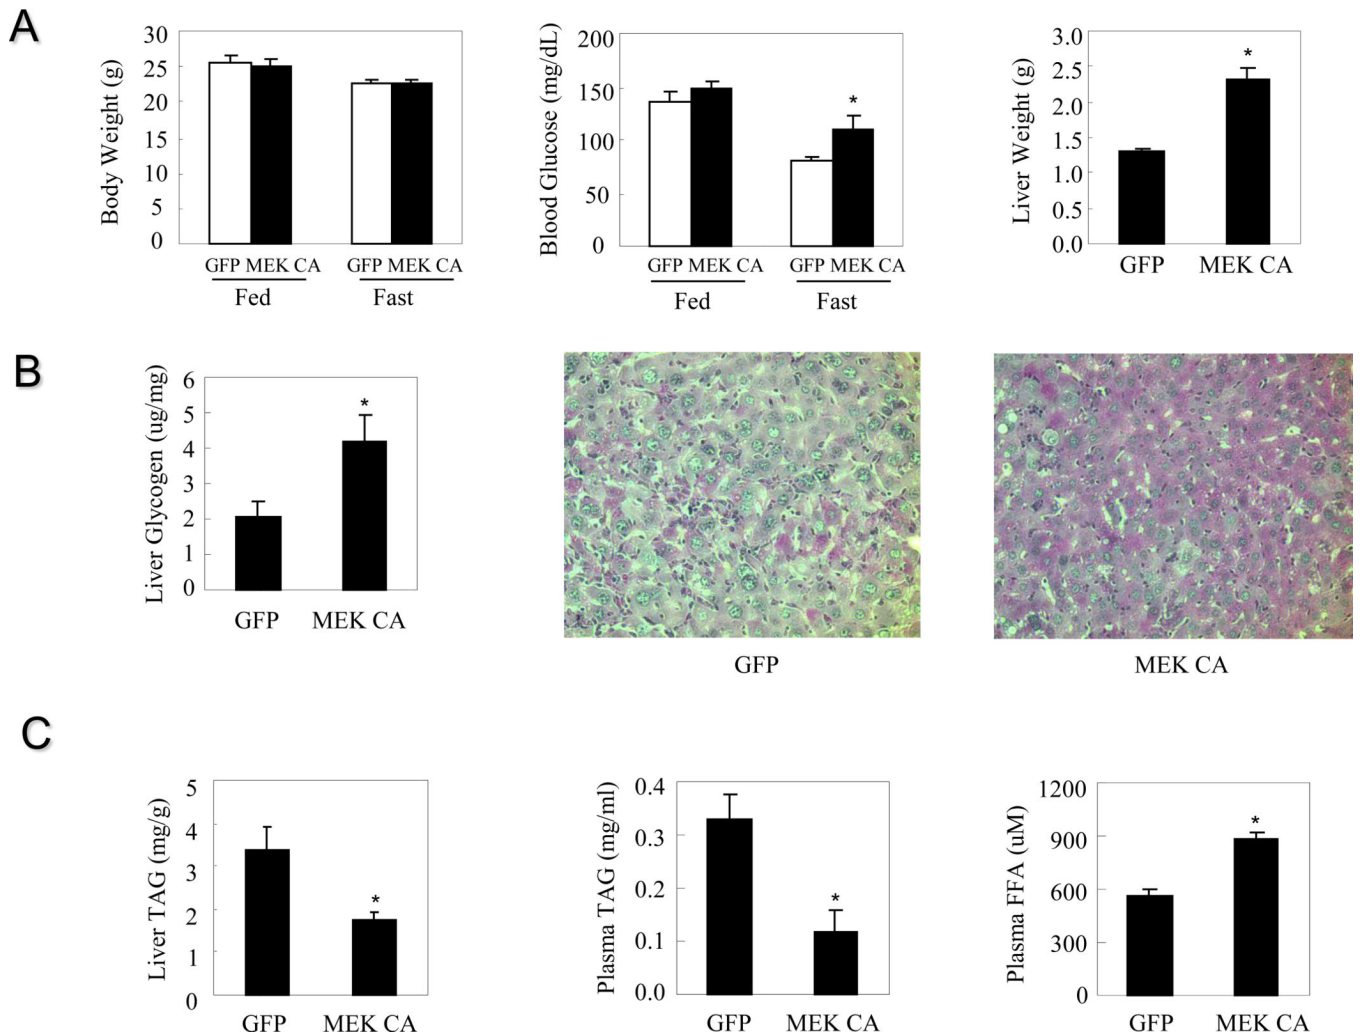 A
Body Weight (g)
30
25
20
15
10
5
0
GFP MEK CA GFP MEK CA
Fed Fast
Blood Glucose (mg/dL)
200
150
100
50
0
*
GFP MEK CA GFP MEK CA
Fed Fast
Liver Weight (g)
3.0
2.5
2.0
1.5
1.0
0.5
0.0
*
GFP MEK CA
B
Liver Glycogen (ug/mg)
6
5
4
3
2
1
0
*
GFP MEK CA
GFP
MEK CA
C
Liver TAG (mg/g)
5
4
3
2
1
0
*
GFP MEK CA
Plasma TAG (mg/ml)
0.4
0.3
0.2
0.1
0.0
*
GFP MEK CA
Plasma FFA (uM)
1200
900
600
300
0
*
GFP MEK CA